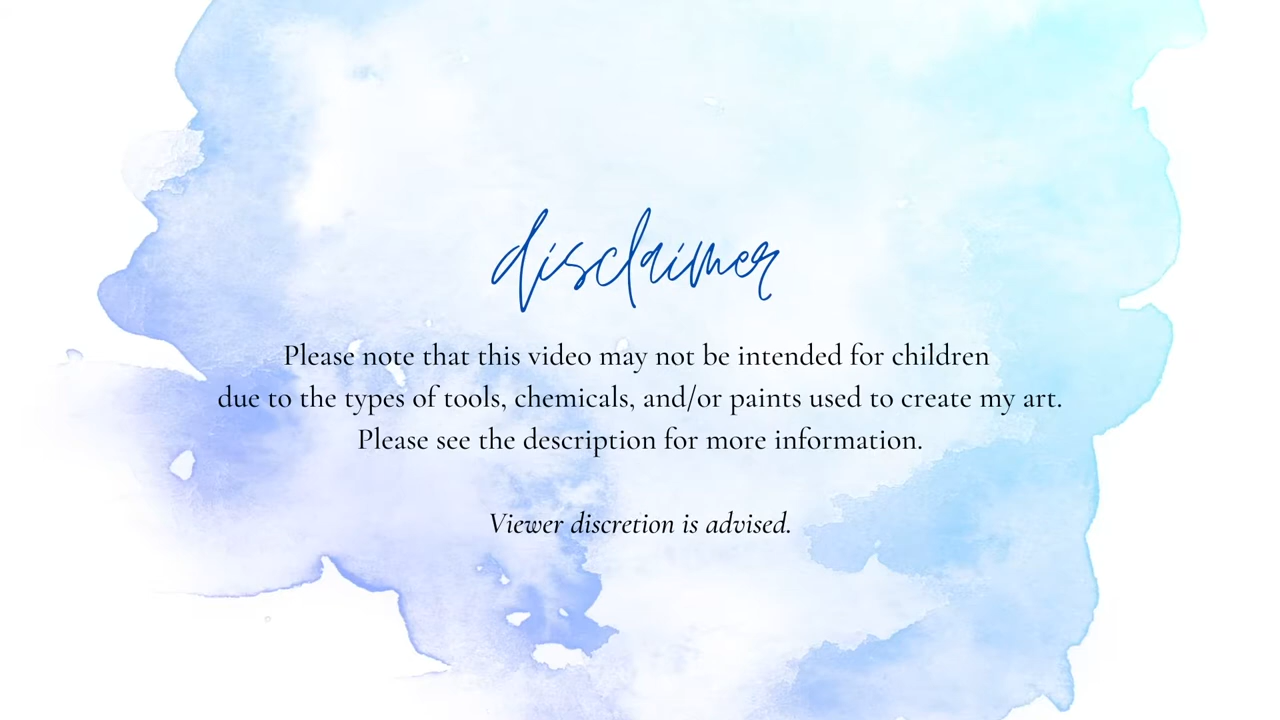 disclaimer
Please note that this video may not be intended for children
due to the types of tools, chemicals, and/or paints used to create my art.
Please see the description for more information.
Viewer discretion is advised.